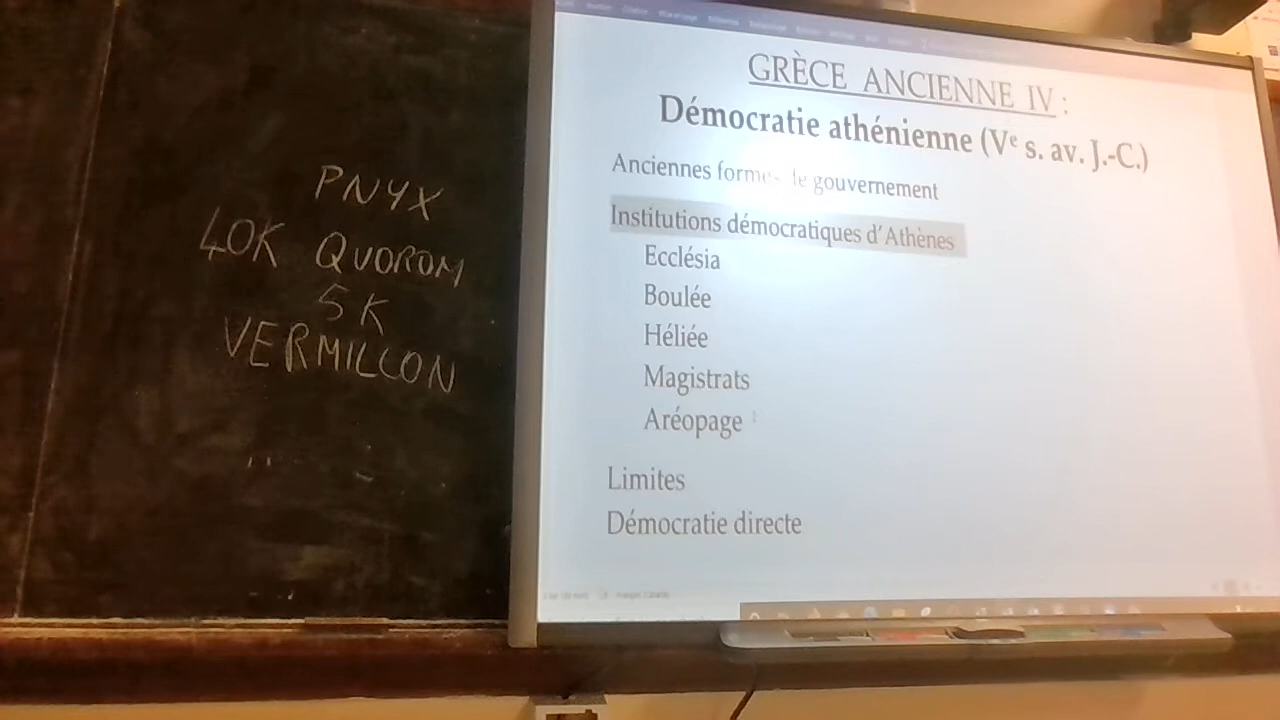 PNYX
40K QUOROM
5K
VERMILLON
GRÈCE ANCIENNE IV :
Démocratie athénienne (Vᵉ s. av. J.-C.)
Anciennes formes de gouvernement
Institutions démocratiques d'Athènes
Ecclésia
Boulée
Héliée
Magistrats
Aréopage
Limites
Démocratie directe